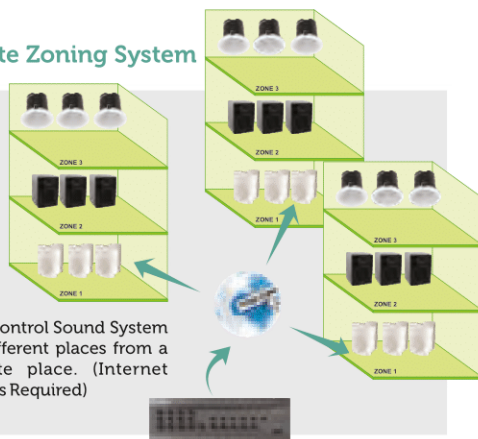 te Zoning System
ZONE 3
ZONE 2
ZONE 1
ZONE 3
ZONE 2
ZONE 1
ZONE 3
ZONE 2
ZONE 1
ontrol Sound System
fferent places from a
te place. (Internet
s Required)